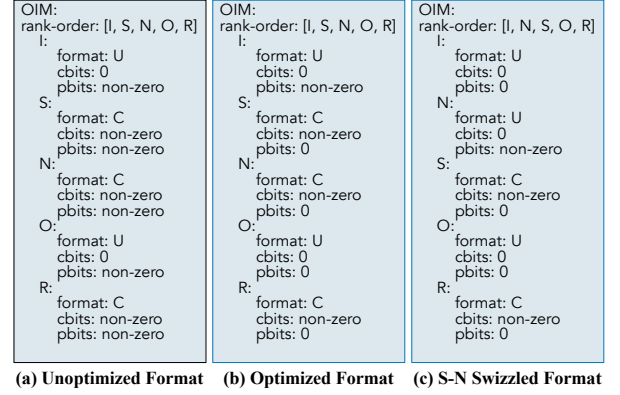 OIM:
rank-order: [I, S, N, O, R]
I:
format: U
cbits: 0
pbits: non-zero
S:
format: C
cbits: non-zero
pbits: non-zero
N:
format: C
cbits: non-zero
pbits: non-zero
O:
format: U
cbits: 0
pbits: non-zero
R:
format: C
cbits: non-zero
pbits: non-zero
(a) Unoptimized Format
OIM:
rank-order: [I, S, N, O, R]
I:
format: U
cbits: 0
pbits: non-zero
S:
format: C
cbits: non-zero
pbits: 0
N:
format: C
cbits: non-zero
pbits: 0
O:
format: U
cbits: 0
pbits: 0
R:
format: C
cbits: non-zero
pbits: 0
(b) Optimized Format
OIM:
rank-order: [I, N, S, O, R]
I:
format: U
cbits: 0
pbits: 0
N:
format: U
cbits: 0
pbits: non-zero
S:
format: C
cbits: non-zero
pbits: 0
O:
format: U
cbits: 0
pbits: 0
R:
format: C
cbits: non-zero
pbits: 0
(c) S-N Swizzled Format